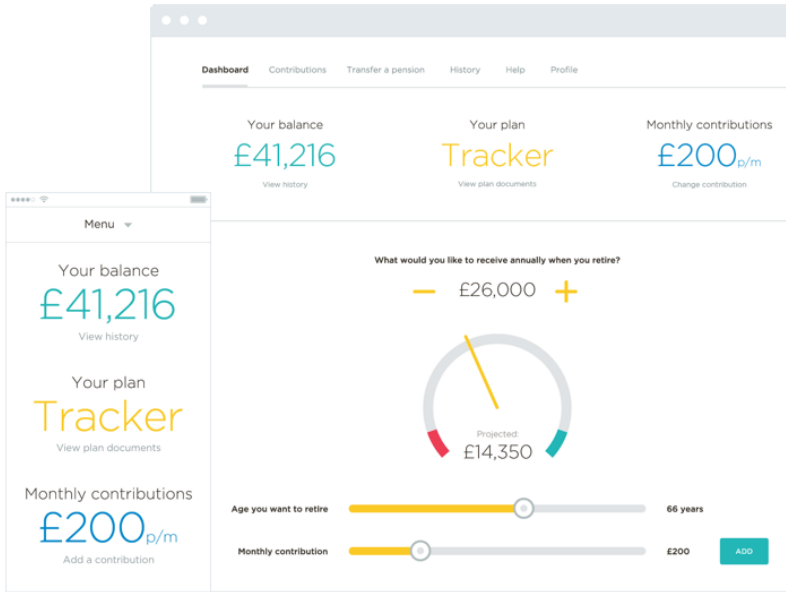 Dashboard Contributions Transfer a pension History Help Profile
Your balance
£41,216
View history
Your plan
Tracker
View plan documents
Monthly contributions
£200p/m
Change contribution
What would you like to receive annually when you retire?
− £26,000 +
Projected:
£14,350
Age you want to retire 66 years
Monthly contribution £200 ADD
Menu
Your balance
£41,216
View history
Your plan
Tracker
View plan documents
Monthly contributions
£200p/m
Add a contribution